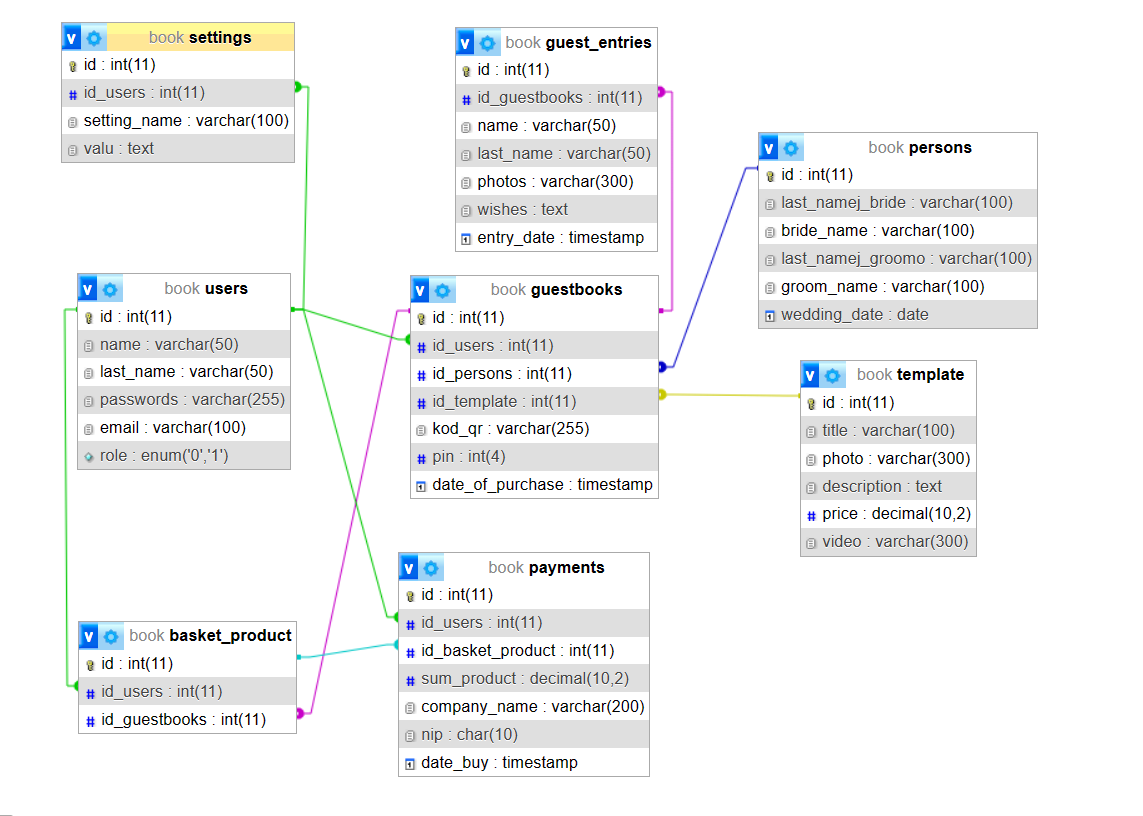 v book settings
id : int(11)
# id_users : int(11)
setting_name : varchar(100)
valu : text
v book guest_entries
id : int(11)
# id_guestbooks : int(11)
name : varchar(50)
last_name : varchar(50)
photos : varchar(300)
wishes : text
entry_date : timestamp
v book persons
id : int(11)
last_namej_bride : varchar(100)
bride_name : varchar(100)
last_namej_groomo : varchar(100)
groom_name : varchar(100)
wedding_date : date
v book users
id : int(11)
name : varchar(50)
last_name : varchar(50)
passwords : varchar(255)
email : varchar(100)
role : enum('0','1')
v book guestbooks
id : int(11)
# id_users : int(11)
# id_persons : int(11)
# id_template : int(11)
kod_qr : varchar(255)
# pin : int(4)
date_of_purchase : timestamp
v book template
id : int(11)
title : varchar(100)
photo : varchar(300)
description : text
# price : decimal(10,2)
video : varchar(300)
v book basket_product
id : int(11)
# id_users : int(11)
# id_guestbooks : int(11)
v book payments
id : int(11)
# id_users : int(11)
# id_basket_product : int(11)
# sum_product : decimal(10,2)
company_name : varchar(200)
nip : char(10)
date_buy : timestamp